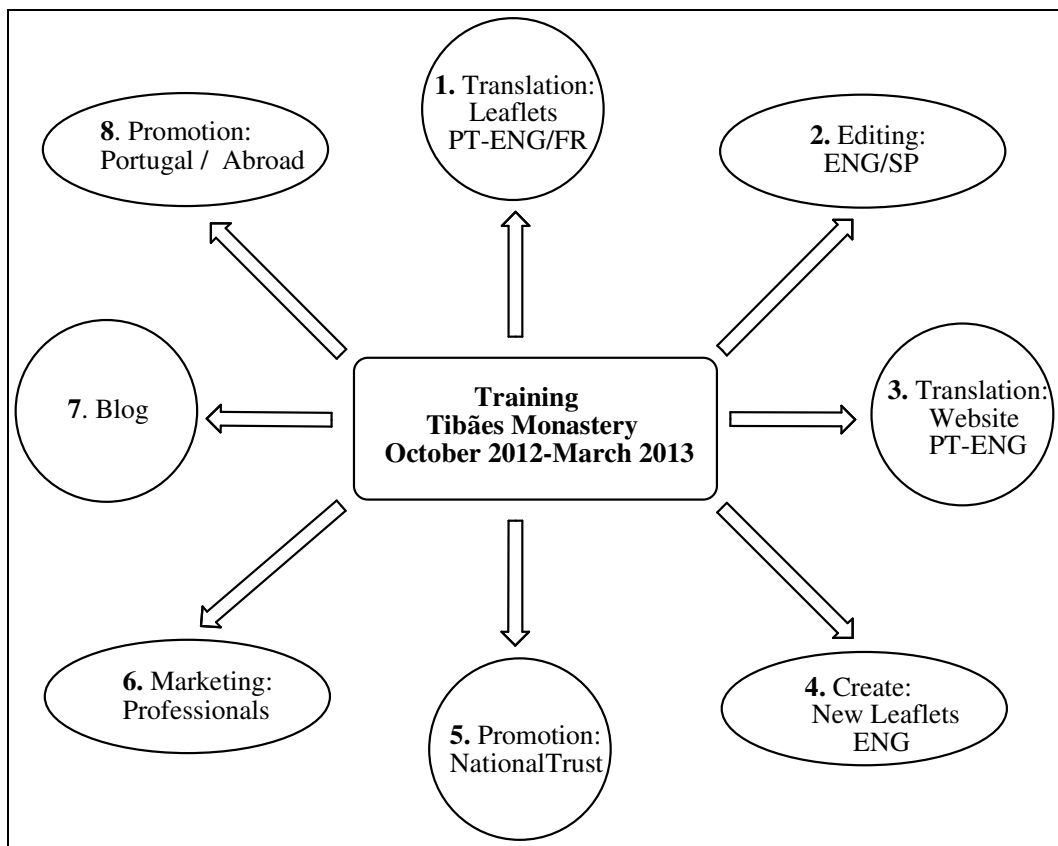 1. Translation:
Leaflets
PT-ENG/FR
2. Editing:
ENG/SP
3. Translation:
Website
PT-ENG
4. Create:
New Leaflets
ENG
5. Promotion:
NationalTrust
6. Marketing:
Professionals
7. Blog
8. Promotion:
Portugal / Abroad
Training
Tibães Monastery
October 2012-March 2013